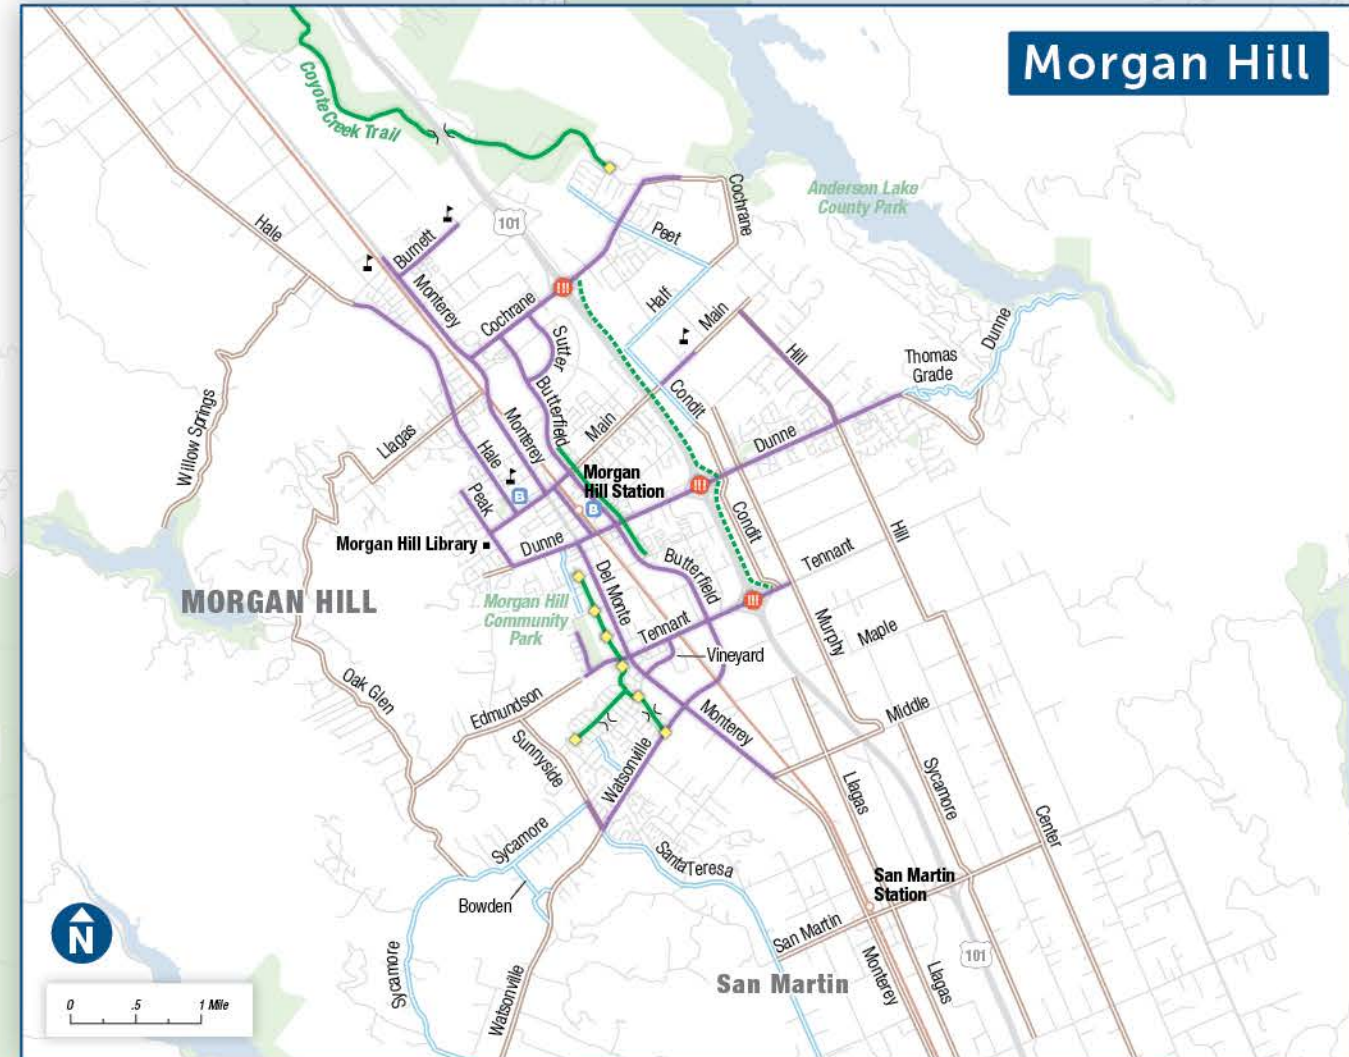 Morgan Hill
Coyote Creek Trail
Anderson Lake
County Park
Cochrane
101
Peet
Hale
Burnett
Monterey
Cochrane
Half
Main
Sutter
Hill
Dunne
Thomas
Grade
Willow Springs
Butterfield
Condit
Llagas
Main
Monterey
Dunne
Hale
Morgan
Hill Station
Peak
B
B
Condit
Hill
Morgan Hill Library
Dunne
Tennant
Butterfield
MORGAN HILL
Morgan Hill
Community
Park
Del Monte
Tennant
Murphy
Maple
Vineyard
Oak Glen
Edmundson
Monterey
Middle
Sunnyside
Watsonville
Llagas
Sycamore
Center
Sycamore
Santa Teresa
San Martin
Station
Bowden
San Martin
N
Sycamore
101
Monterey
Llagas
San Martin
Watsonville
0 .5 1 Mile